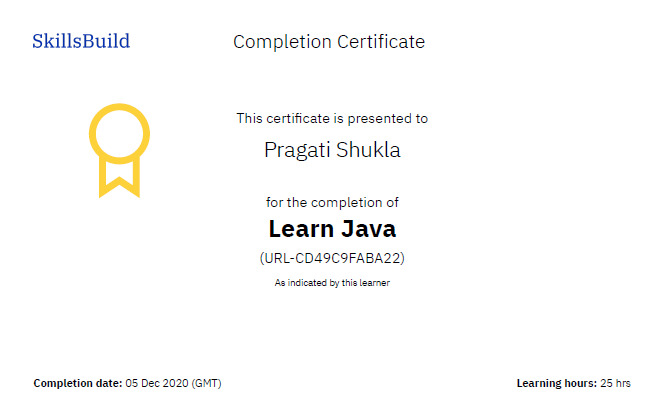 SkillsBuild
Completion Certificate
This certificate is presented to
Pragati Shukla
for the completion of
Learn Java
(URL-CD49C9FABA22)
As indicated by this learner
Completion date: 05 Dec 2020 (GMT)
Learning hours: 25 hrs